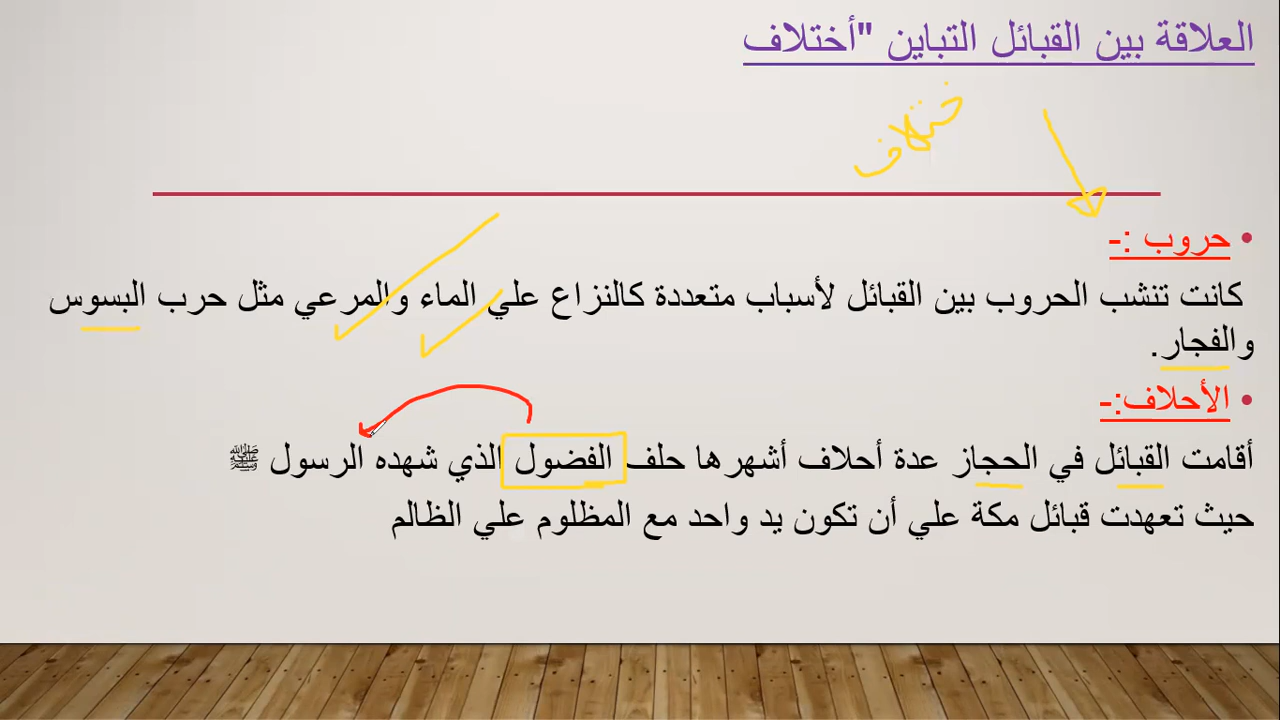 العلاقة بين القبائل التباين "أختلاف
ختلاف
• حروب :-
كانت تنشب الحروب بين القبائل لأسباب متعددة كالنزاع علي الماء والمرعي مثل حرب البسوس
والفجار.
• الأحلاف:-
أقامت القبائل في الحجاز عدة أحلاف أشهرها حلف الفضول الذي شهده الرسول ﷺ
حيث تعهدت قبائل مكة علي أن تكون يد واحد مع المظلوم علي الظالم